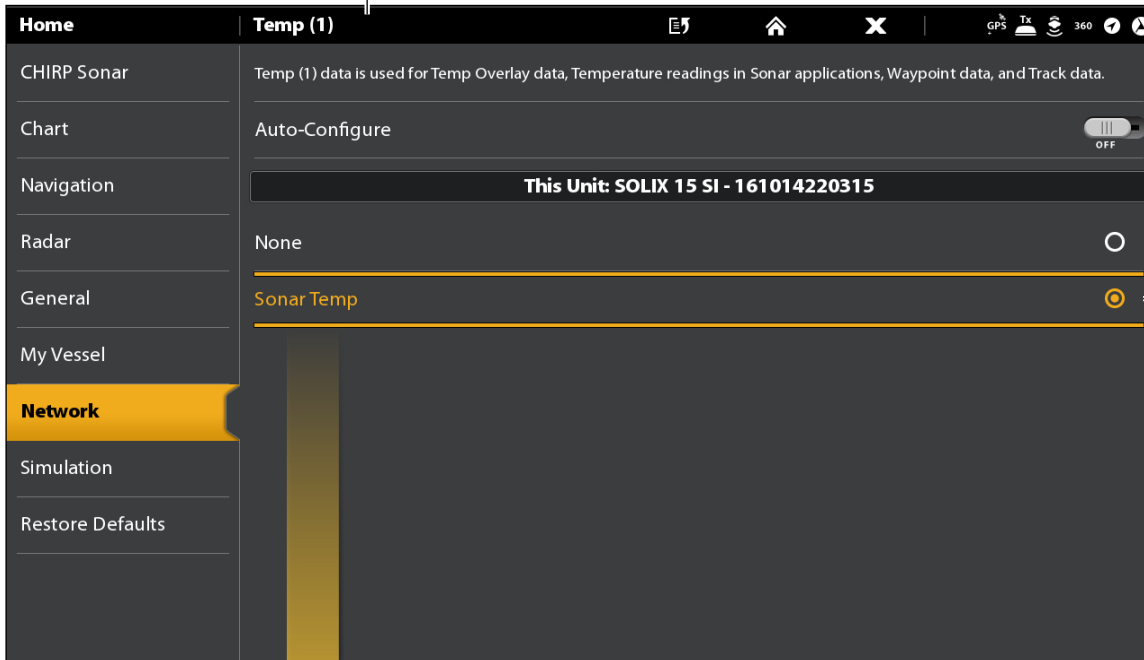 Home
Temp (1)
GPS
Tx
360
CHIRP Sonar
Chart
Navigation
Radar
General
My Vessel
Network
Simulation
Restore Defaults
Temp (1) data is used for Temp Overlay data, Temperature readings in Sonar applications, Waypoint data, and Track data.
Auto-Configure
OFF
This Unit: SOLIX 15 SI - 161014220315
None
Sonar Temp